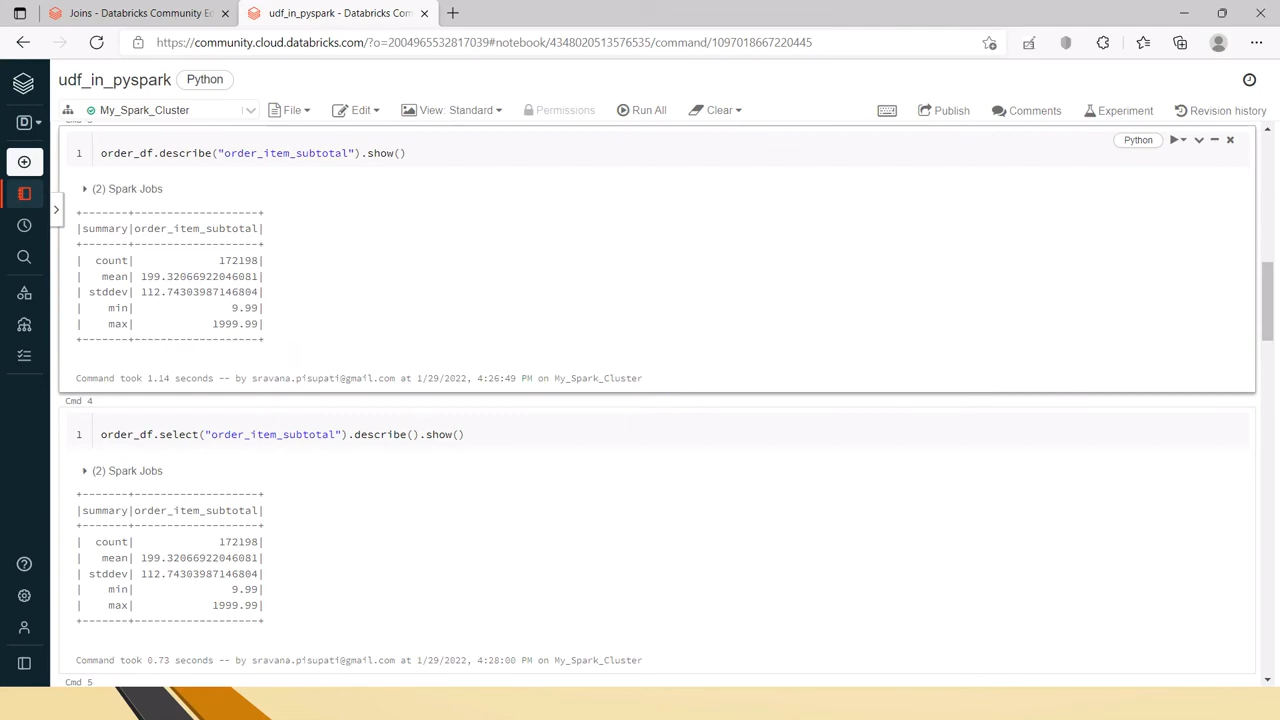 Joins - Databricks Community Ed
udf_in_pyspark - Databricks Com
https://community.cloud.databricks.com/?o=2004965532817039#notebook/4348020513576535/command/1097018667220445
udf_in_pyspark Python
D My_Spark_Cluster File Edit View: Standard Permissions Run All Clear Publish Comments Experiment Revision history
1 order_df.describe("order_item_subtotal").show() Python
(2) Spark Jobs
+-------+------------------+
|summary|order_item_subtotal|
+-------+------------------+
| count| 172198|
| mean| 199.32066922046081|
| stddev| 112.74303987146804|
| min| 9.99|
| max| 1999.99|
+-------+------------------+
Command took 1.14 seconds -- by sravana.pisupati@gmail.com at 1/29/2022, 4:26:49 PM on My_Spark_Cluster
Cmd 4
1 order_df.select("order_item_subtotal").describe().show()
(2) Spark Jobs
+-------+------------------+
|summary|order_item_subtotal|
+-------+------------------+
| count| 172198|
| mean| 199.32066922046081|
| stddev| 112.74303987146804|
| min| 9.99|
| max| 1999.99|
+-------+------------------+
Command took 0.73 seconds -- by sravana.pisupati@gmail.com at 1/29/2022, 4:28:00 PM on My_Spark_Cluster
Cmd 5